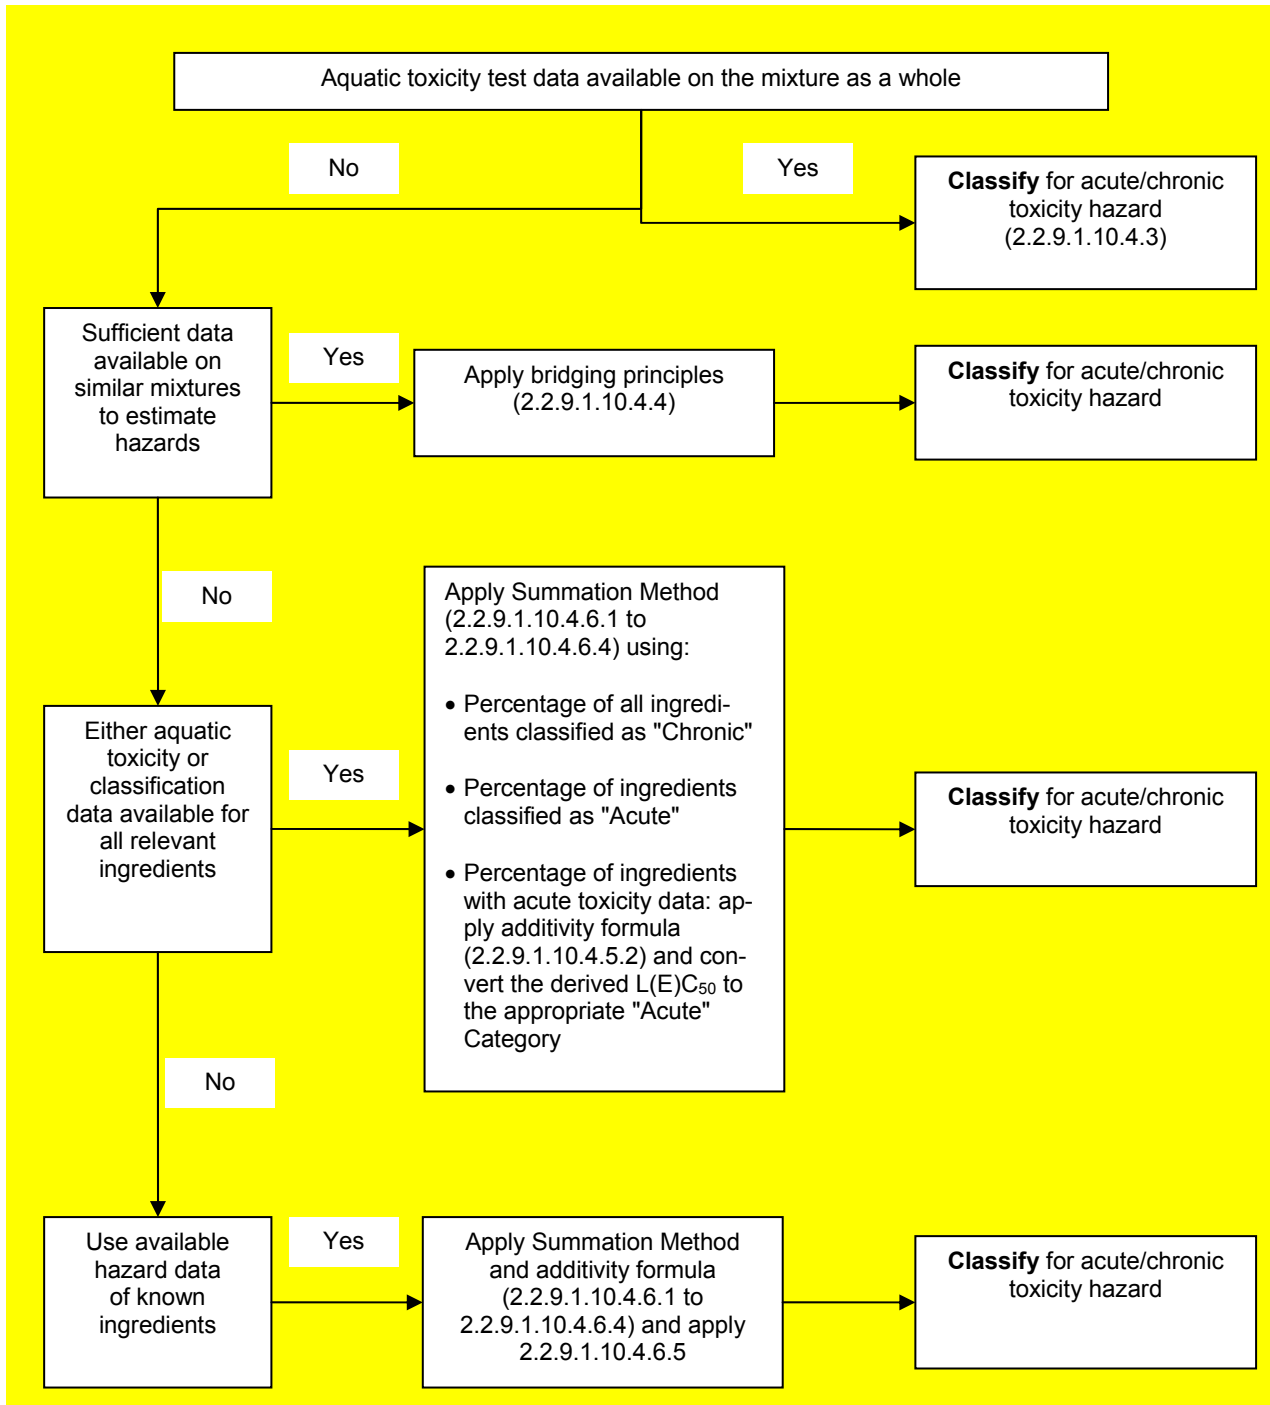 Aquatic toxicity test data available on the mixture as a whole
No
Yes
Classify for acute/chronic
toxicity hazard
(2.2.9.1.10.4.3)
Sufficient data
available on
similar mixtures
to estimate
hazards
Yes
Apply bridging principles
(2.2.9.1.10.4.4)
Classify for acute/chronic
toxicity hazard
No
Either aquatic
toxicity or
classification
data available for
all relevant
ingredients
Yes
Apply Summation Method
(2.2.9.1.10.4.6.1 to
2.2.9.1.10.4.6.4) using:
• Percentage of all ingredi-
ents classified as "Chronic"
• Percentage of ingredients
classified as "Acute"
• Percentage of ingredients
with acute toxicity data: ap-
ply additivity formula
(2.2.9.1.10.4.5.2) and con-
vert the derived L(E)C₅₀ to
the appropriate "Acute"
Category
Classify for acute/chronic
toxicity hazard
No
Use available
hazard data
of known
ingredients
Yes
Apply Summation Method
and additivity formula
(2.2.9.1.10.4.6.1 to
2.2.9.1.10.4.6.4) and apply
2.2.9.1.10.4.6.5
Classify for acute/chronic
toxicity hazard